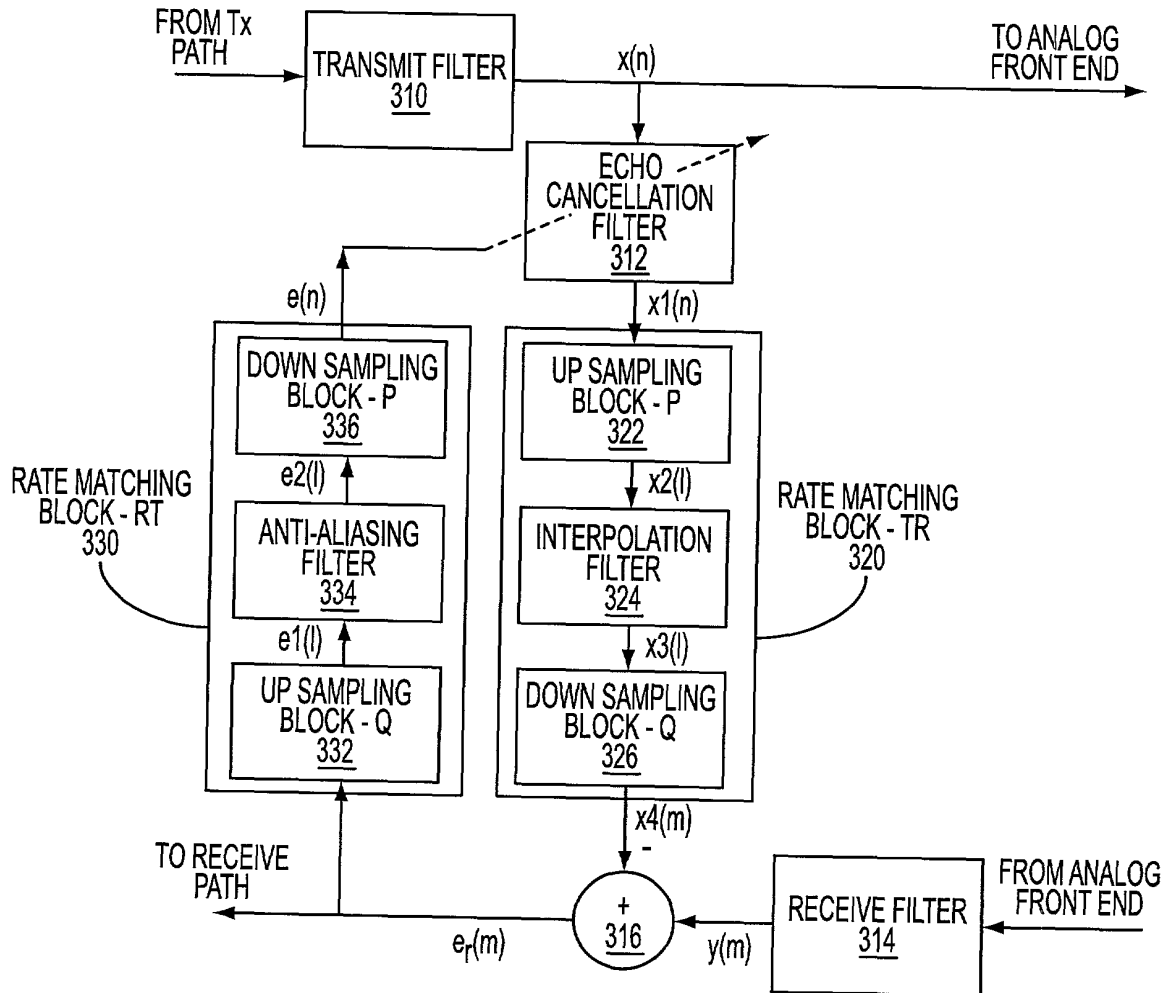 FROM Tx
PATH
TRANSMIT FILTER
310
x(n)
TO ANALOG
FRONT END
ECHO
CANCELLATION
FILTER
312
e(n)
x1(n)
DOWN SAMPLING
BLOCK - P
336
UP SAMPLING
BLOCK - P
322
e2(l)
x2(l)
RATE MATCHING
BLOCK - RT
330
ANTI-ALIASING
FILTER
334
INTERPOLATION
FILTER
324
RATE MATCHING
BLOCK - TR
320
e1(l)
x3(l)
UP SAMPLING
BLOCK - Q
332
DOWN SAMPLING
BLOCK - Q
326
x4(m)
-
TO RECEIVE
PATH
+
316
er(m)
y(m)
RECEIVE FILTER
314
FROM ANALOG
FRONT END